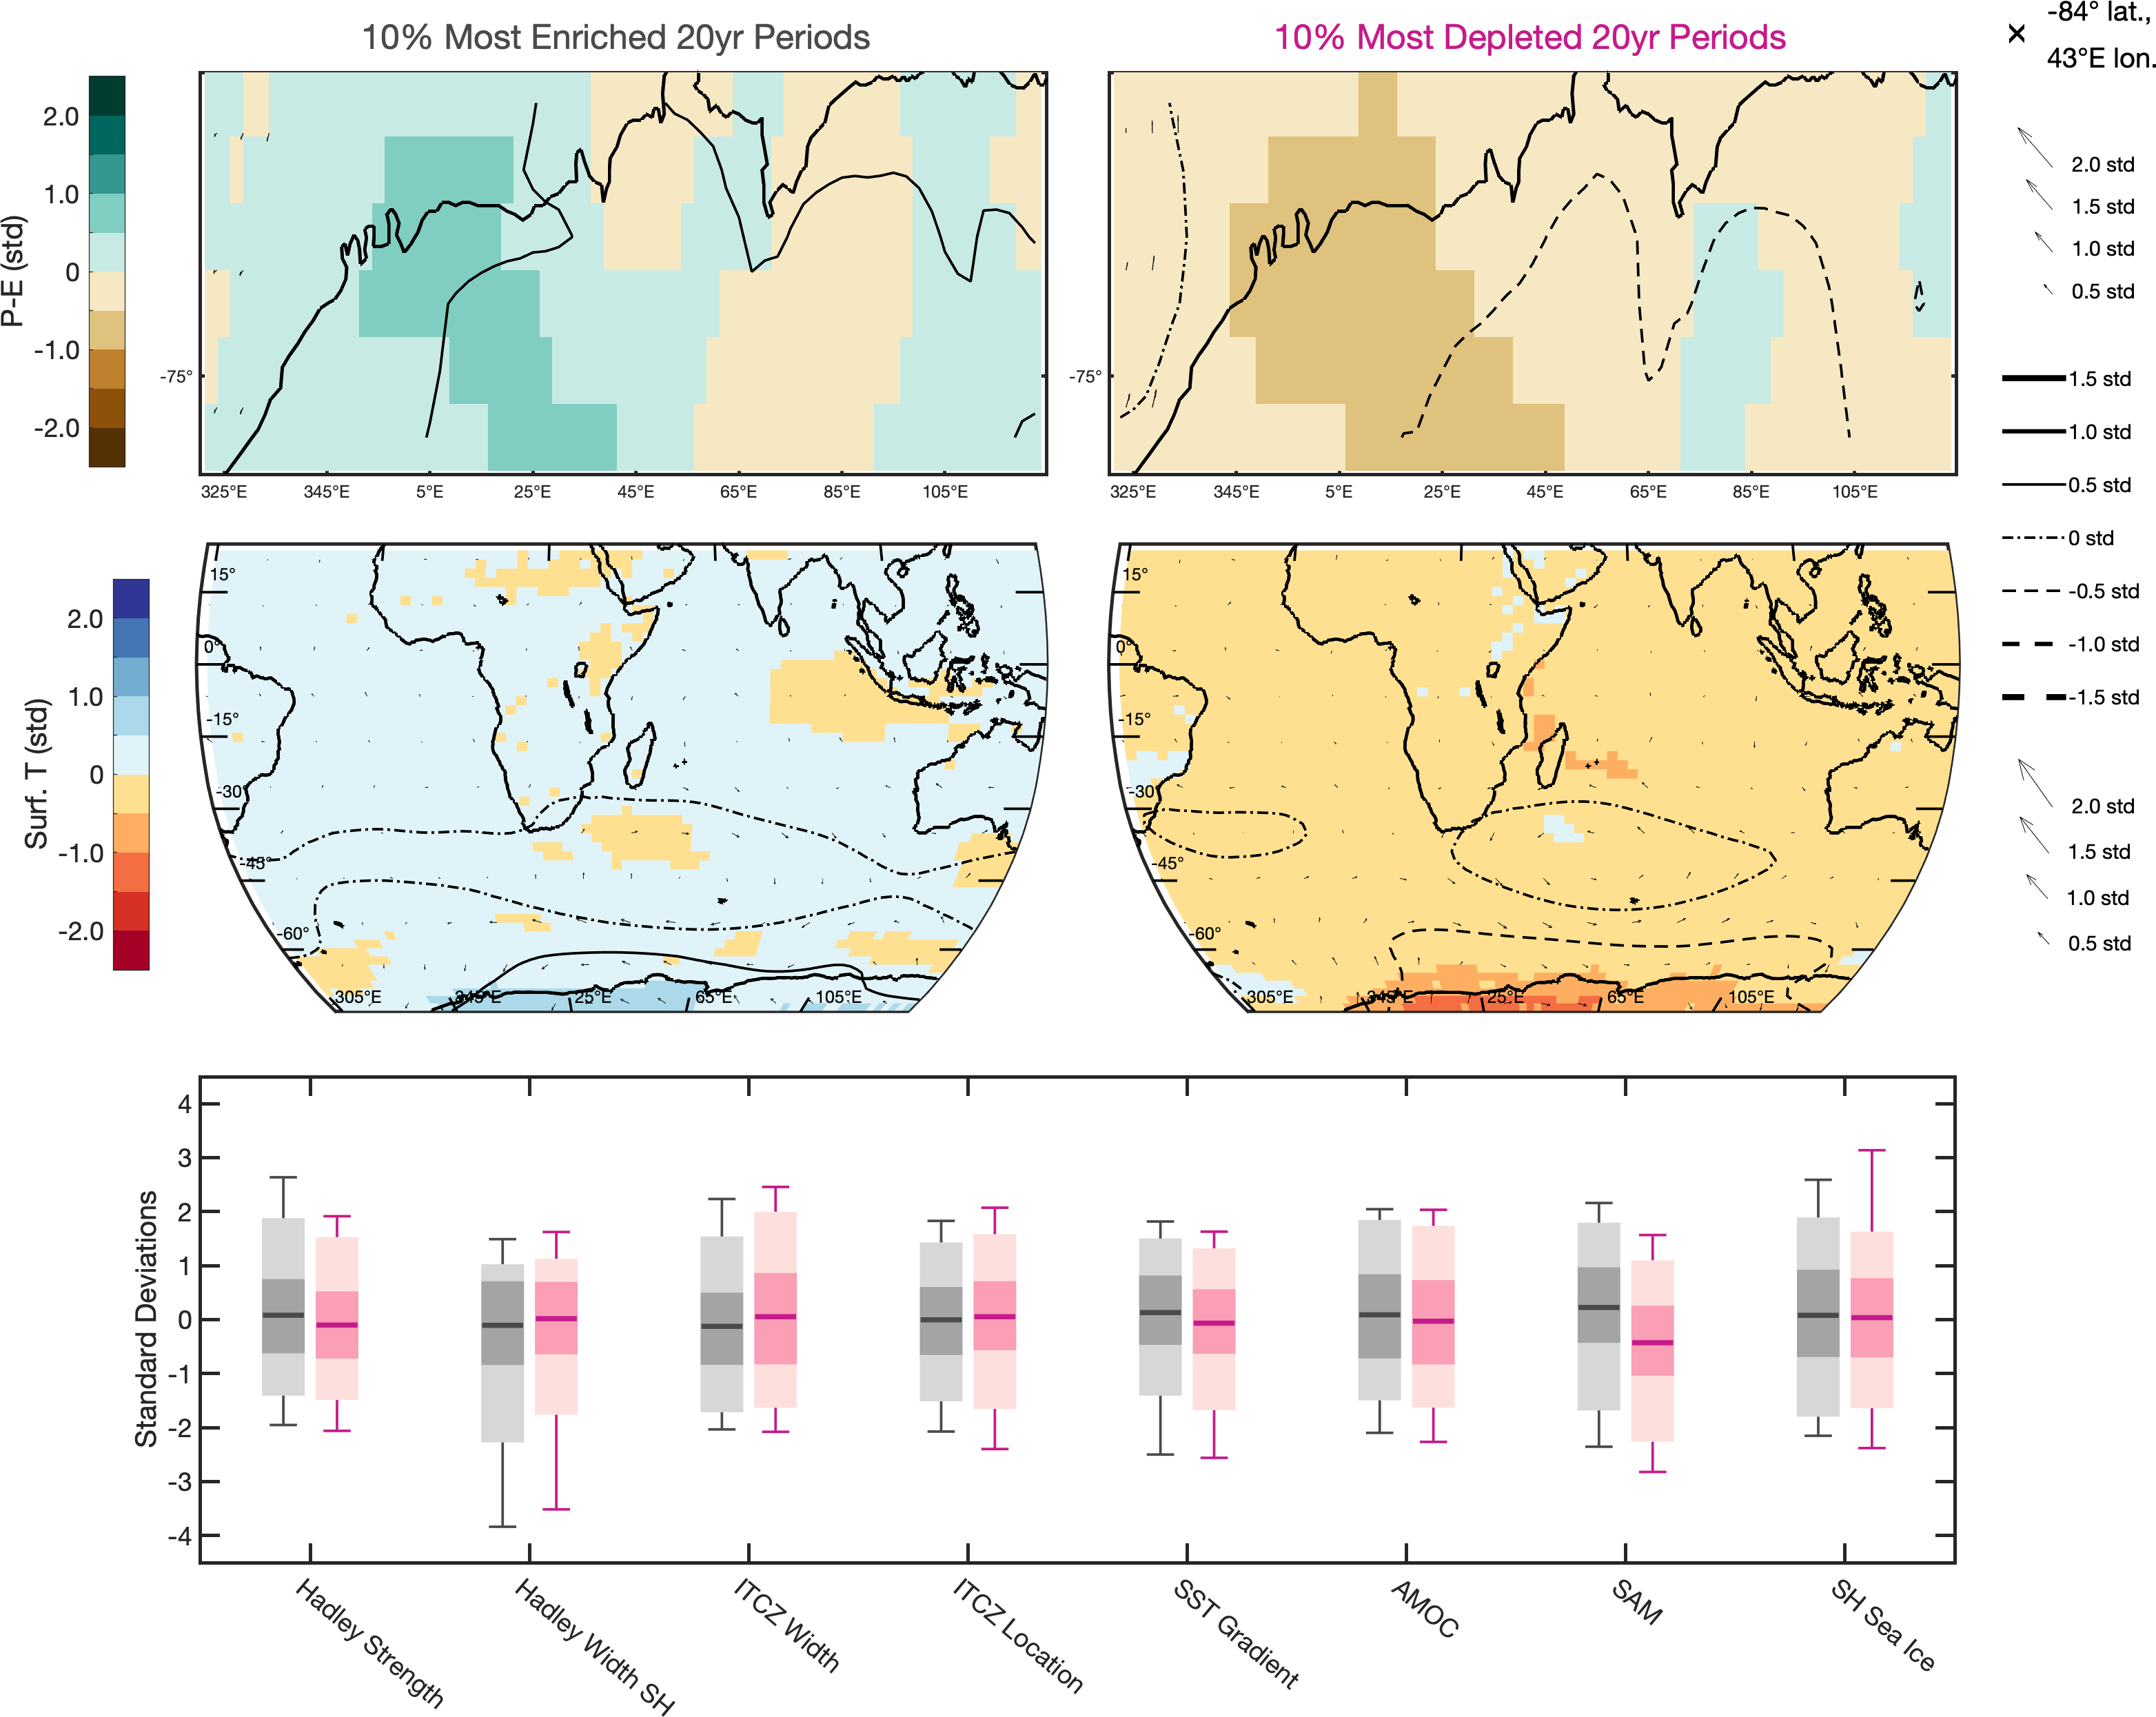 10% Most Enriched 20yr Periods
10% Most Depleted 20yr Periods
-84° lat.,
× 43°E lon.
P-E (std)
2.0
1.0
0
-1.0
-2.0
-75°
325°E 345°E 5°E 25°E 45°E 65°E 85°E 105°E
-75°
325°E 345°E 5°E 25°E 45°E 65°E 85°E 105°E
2.0 std
1.5 std
1.0 std
0.5 std
1.5 std
1.0 std
0.5 std
0 std
-0.5 std
-1.0 std
-1.5 std
2.0 std
1.5 std
1.0 std
0.5 std
Surf. T (std)
2.0
1.0
0
-1.0
-2.0
15°
0°
-15°
-30°
-45°
-60°
305°E 345°E 25°E 65°E 105°E
15°
0°
-15°
-30°
-45°
-60°
305°E 345°E 25°E 65°E 105°E
Standard Deviations
4
3
2
1
0
-1
-2
-3
-4
Hadley Strength
Hadley Width SH
ITCZ Width
ITCZ Location
SST Gradient
AMOC
SAM
SH Sea Ice